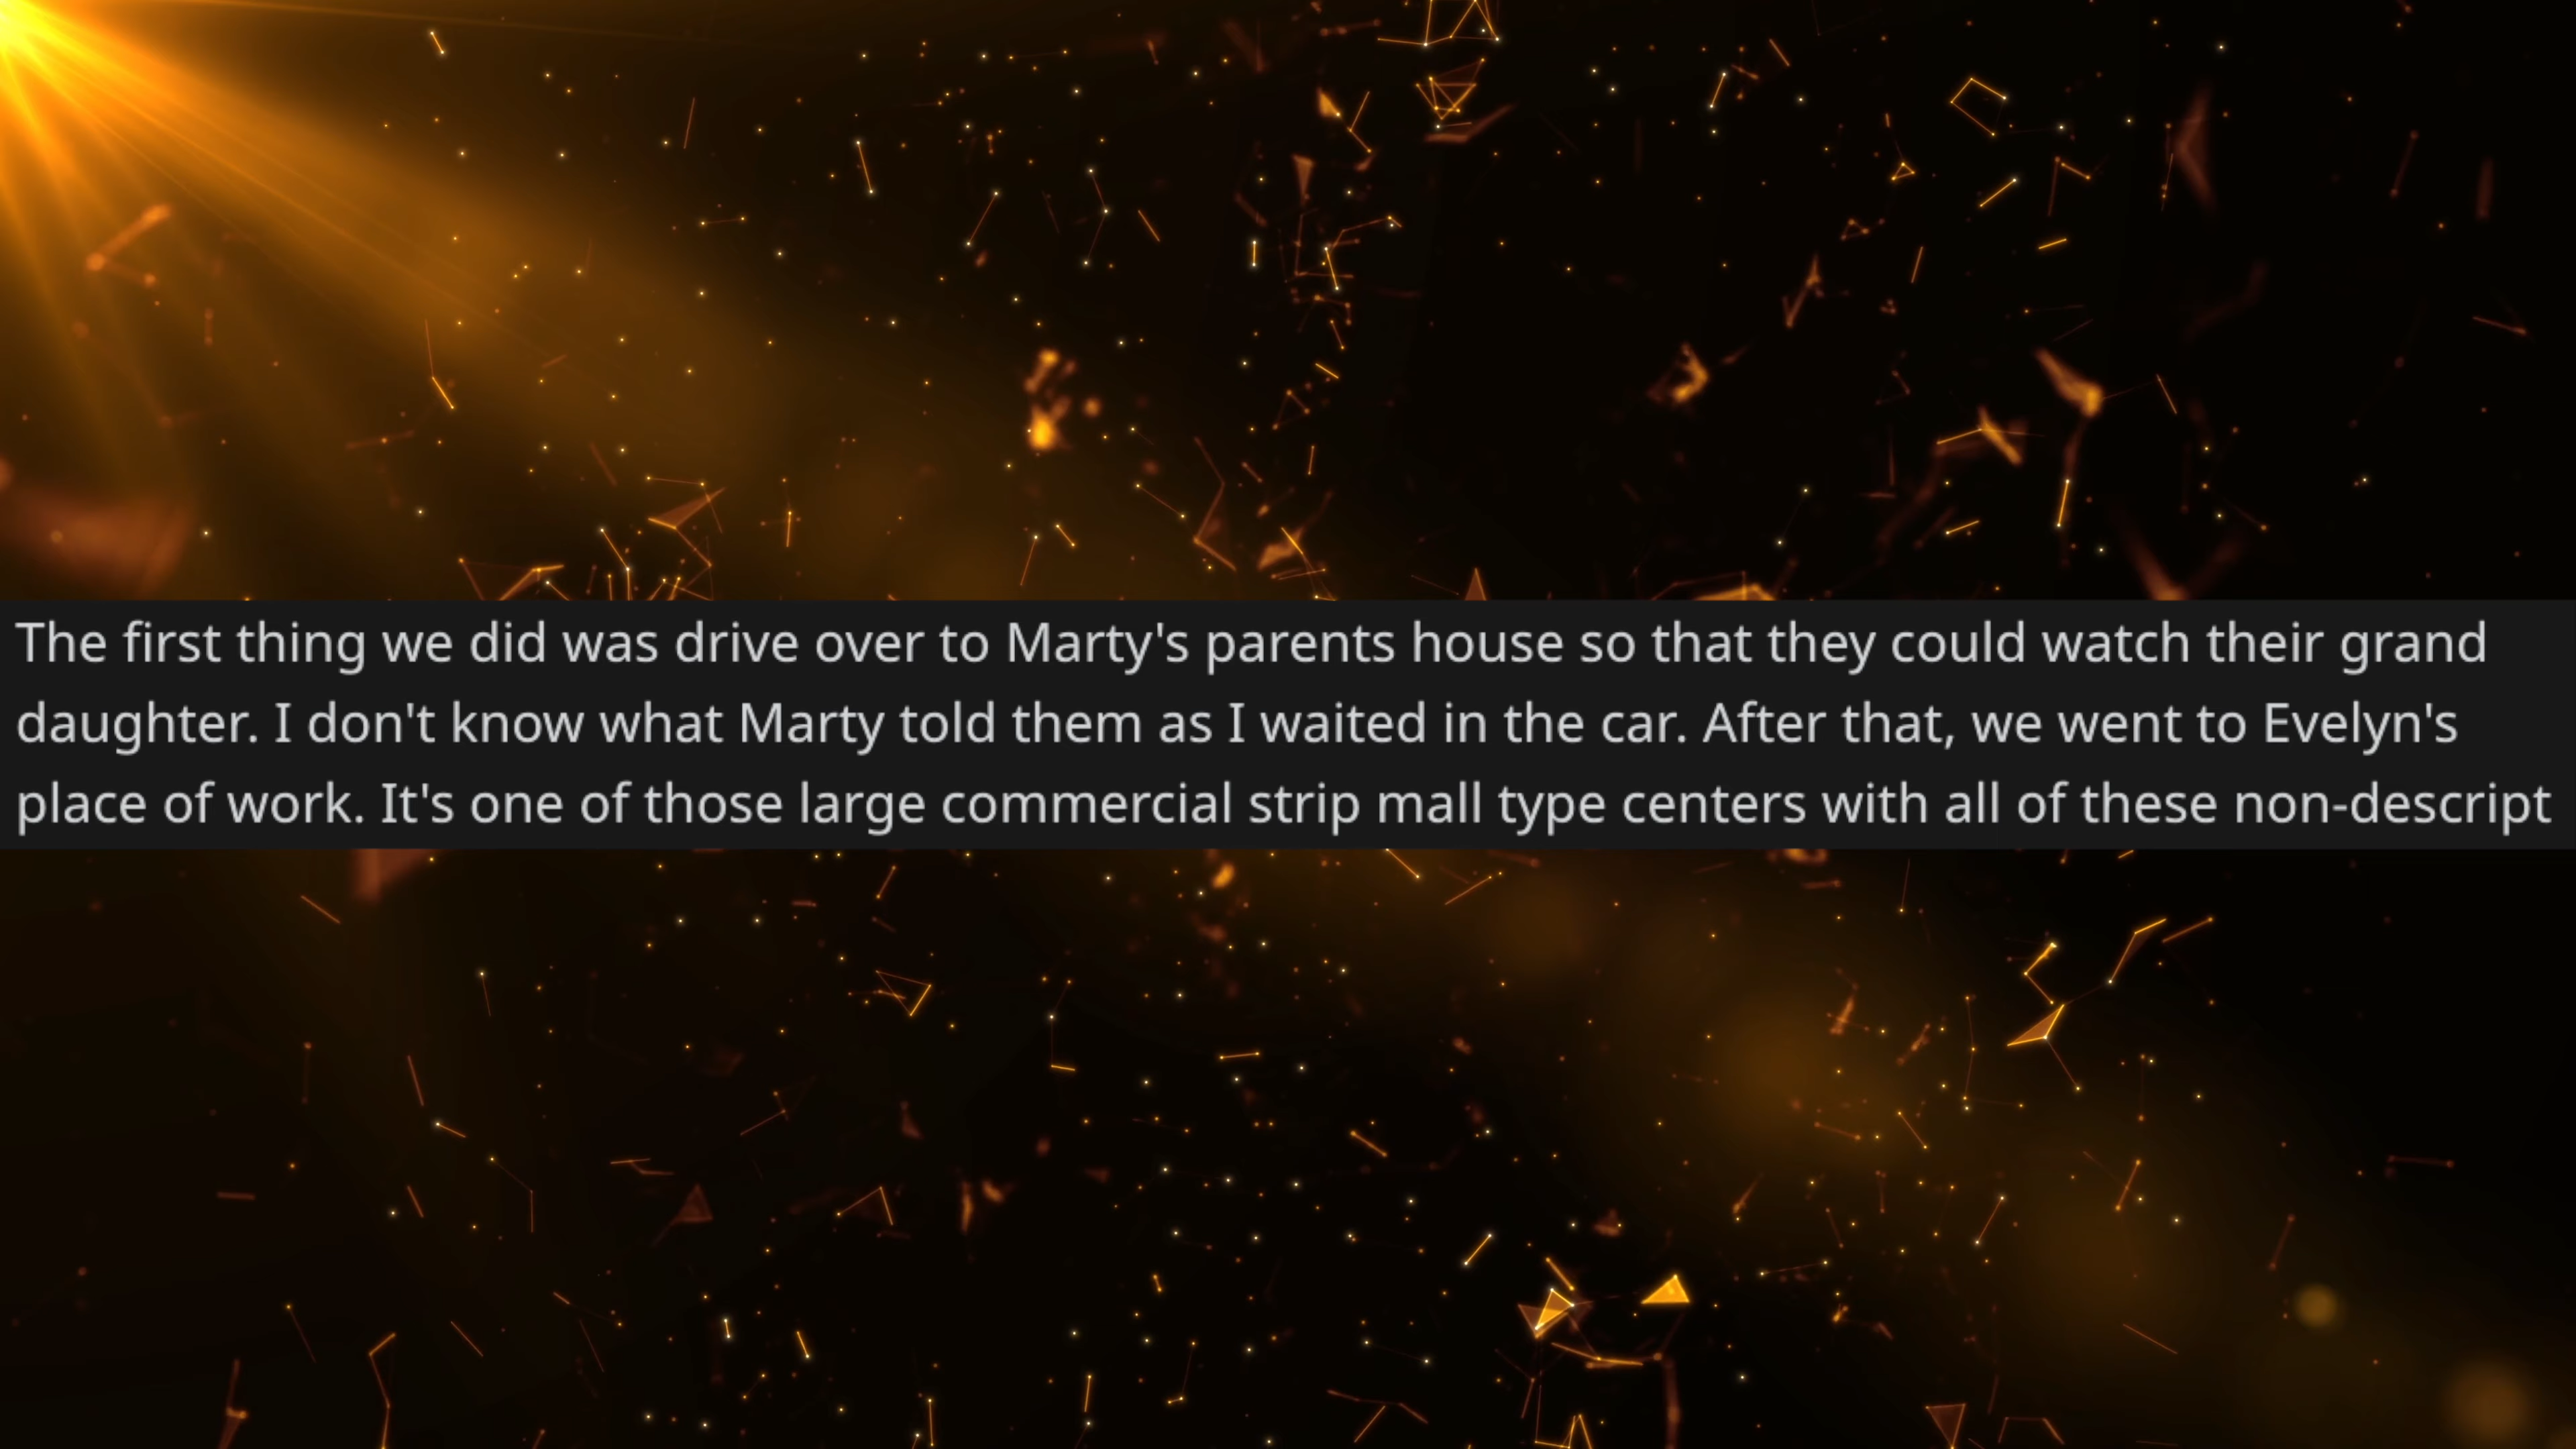 The first thing we did was drive over to Marty's parents house so that they could watch their grand
daughter. I don't know what Marty told them as I waited in the car. After that, we went to Evelyn's
place of work. It's one of those large commercial strip mall type centers with all of these non-descript